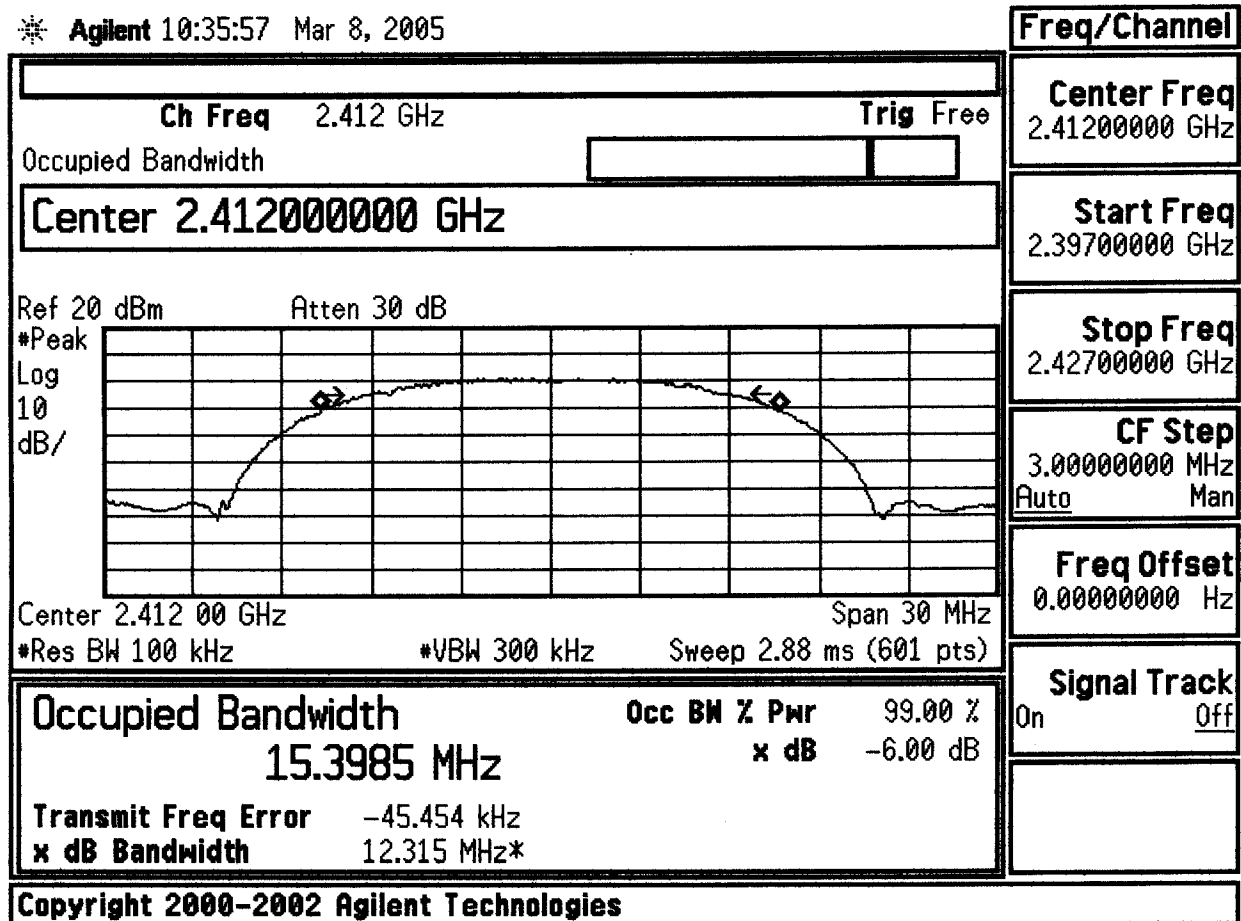 Agilent 10:35:57 Mar 8, 2005
Ch Freq 2.412 GHz Trig Free
Occupied Bandwidth
Center 2.412000000 GHz
Ref 20 dBm Atten 30 dB
#Peak
Log
10
dB/
Center 2.412 00 GHz Span 30 MHz
#Res BW 100 kHz #VBW 300 kHz Sweep 2.88 ms (601 pts)
Occupied Bandwidth Occ BW % Pwr 99.00 %
15.3985 MHz x dB -6.00 dB
Transmit Freq Error -45.454 kHz
x dB Bandwidth 12.315 MHz*
Copyright 2000-2002 Agilent Technologies
Freq/Channel
Center Freq
2.41200000 GHz
Start Freq
2.39700000 GHz
Stop Freq
2.42700000 GHz
CF Step
3.00000000 MHz
Auto Man
Freq Offset
0.00000000 Hz
Signal Track
On Off